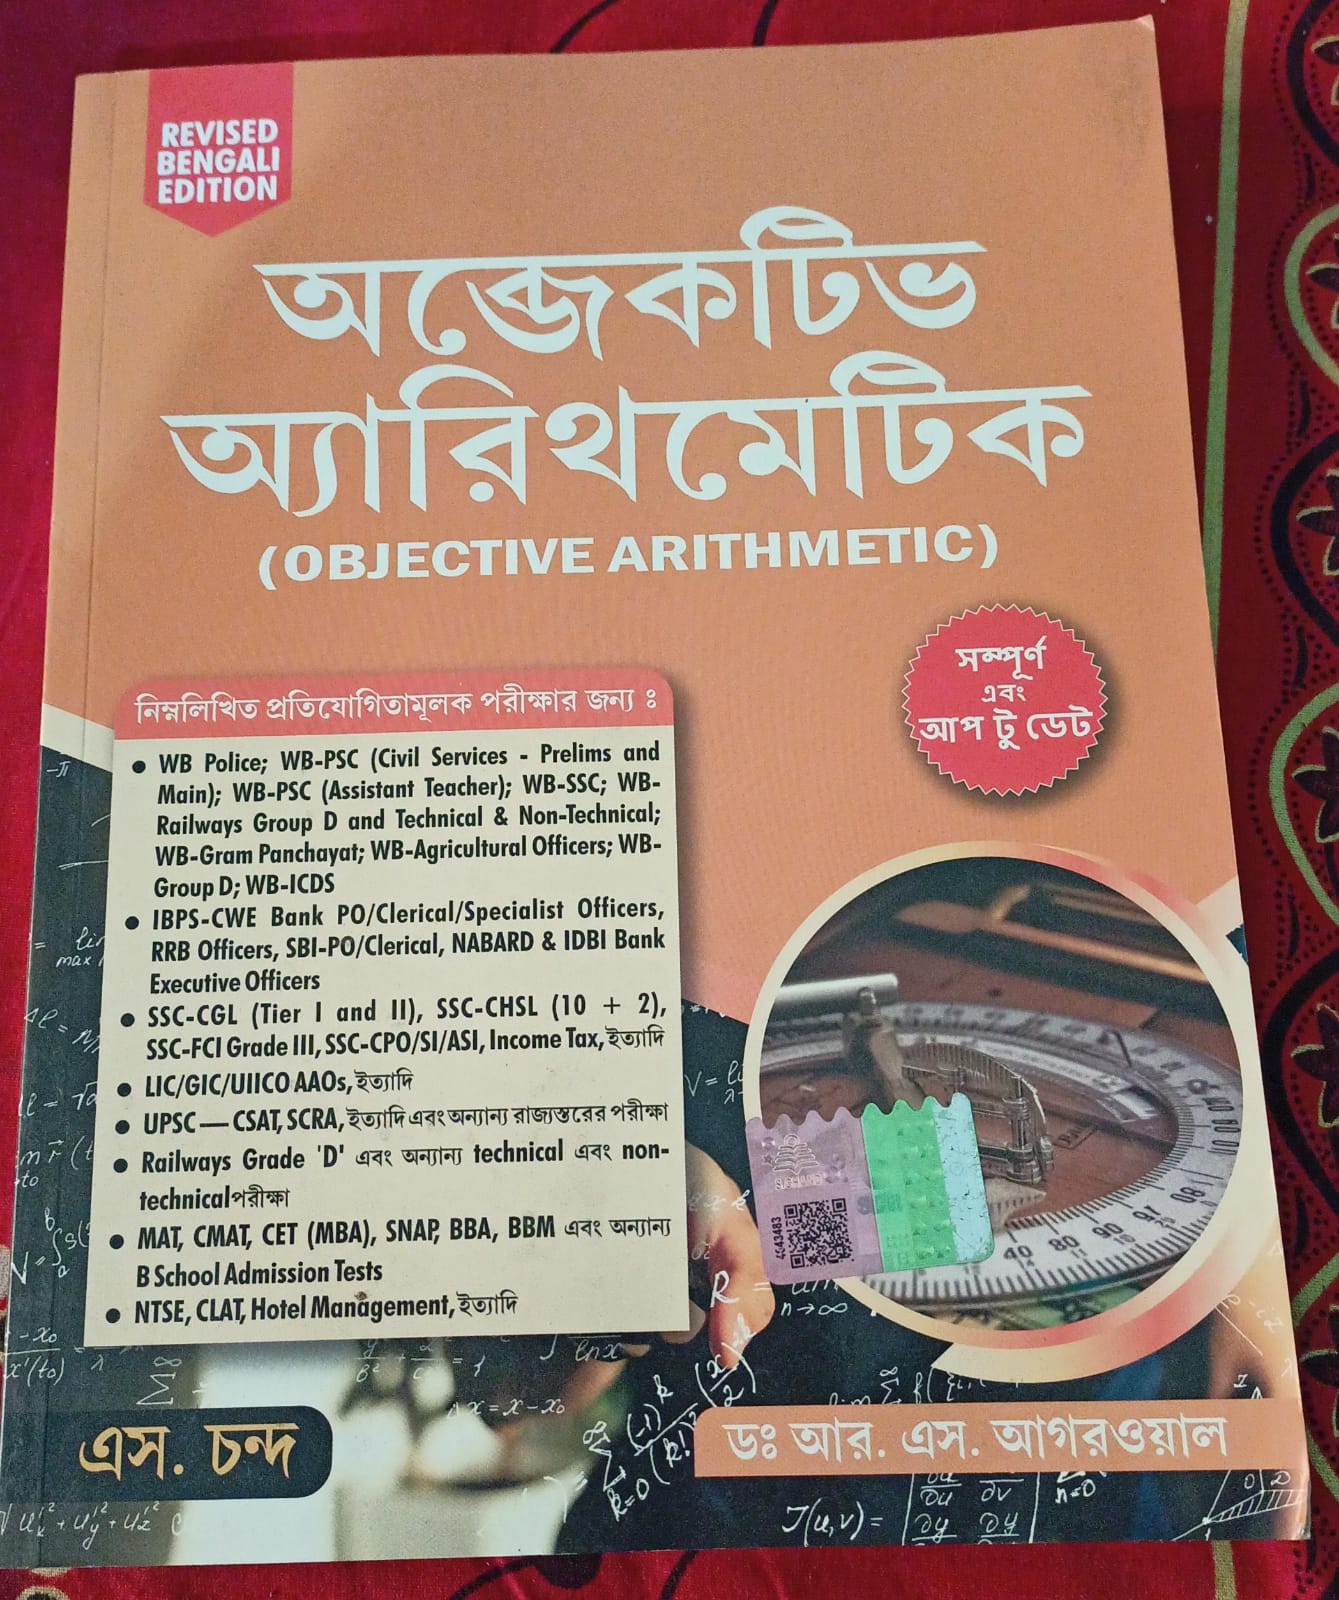 REVISED
BENGALI
EDITION
অব্জেকটিভ
অ্যারিথমেটিক
(OBJECTIVE ARITHMETIC)
সম্পূর্ণ
এবং
আপ টু ডেট
নিম্নলিখিত প্রতিযোগিতামূলক পরীক্ষার জন্য ঃ
● WB Police; WB-PSC (Civil Services - Prelims and
Main); WB-PSC (Assistant Teacher); WB-SSC; WB-
Railways Group D and Technical & Non-Technical;
WB-Gram Panchayat; WB-Agricultural Officers; WB-
Group D; WB-ICDS
● IBPS-CWE Bank PO/Clerical/Specialist Officers,
RRB Officers, SBI-PO/Clerical, NABARD & IDBI Bank
Executive Officers
● SSC-CGL (Tier I and II), SSC-CHSL (10 + 2),
SSC-FCI Grade III, SSC-CPO/SI/ASI, Income Tax, ইত্যাদি
● LIC/GIC/UIICO AAOs, ইত্যাদি
● UPSC — CSAT, SCRA, ইত্যাদি এবং অন্যান্য রাজ্যস্তরের পরীক্ষা
● Railways Grade 'D' এবং অন্যান্য technical এবং non-
technical পরীক্ষা
● MAT, CMAT, CET (MBA), SNAP, BBA, BBM এবং অন্যান্য
B School Admission Tests
● NTSE, CLAT, Hotel Management, ইত্যাদি
S CHAND
এস. চন্দ
ডঃ আর. এস. আগরওয়াল